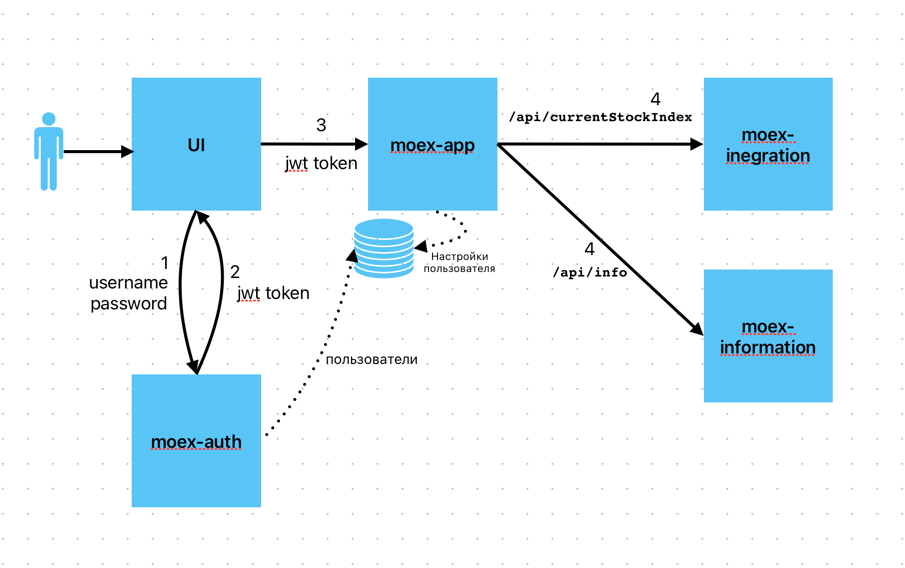 UI
3
jwt token
moex-app
4
/api/currentStockIndex
moex-
inegration
1
username
password
2
jwt token
Настройки
пользователя
4
/api/info
moex-
information
пользователи
moex-auth